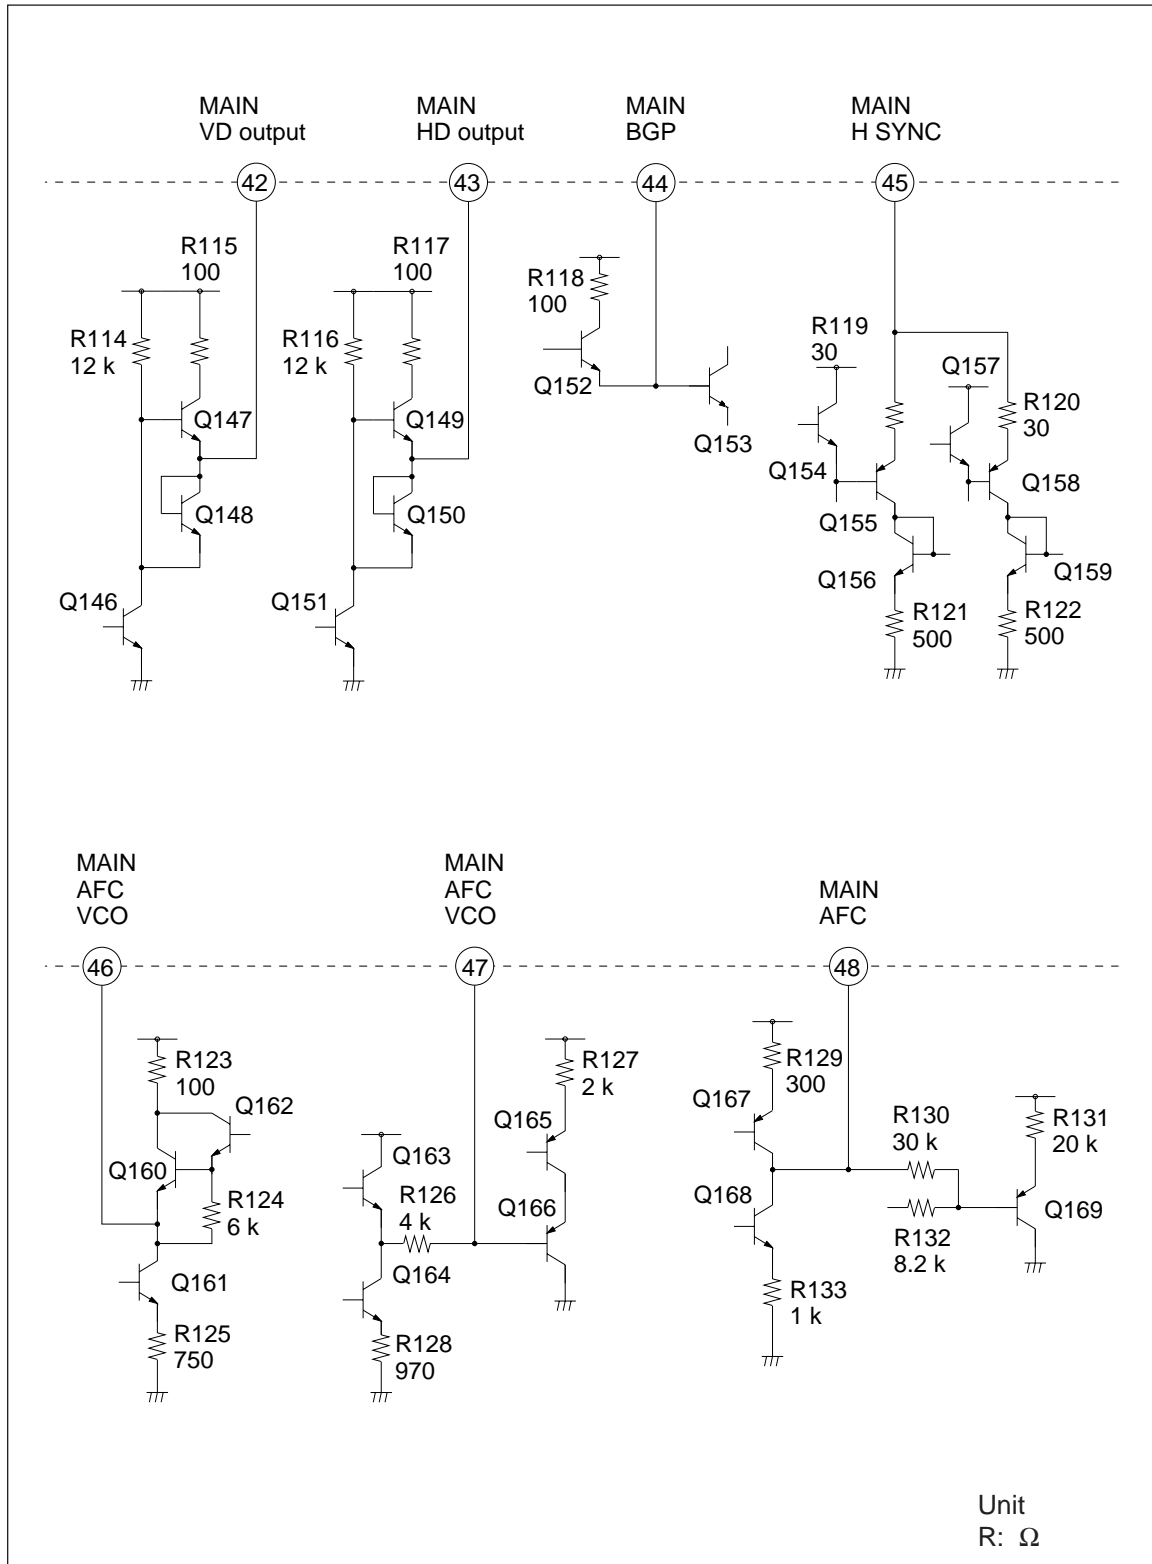 MAIN
VD output
MAIN
HD output
MAIN
BGP
MAIN
H SYNC
42
43
44
45
R115
100
R114
12 k
Q147
Q148
Q146
R117
100
R116
12 k
Q149
Q150
Q151
R118
100
Q152
Q153
R119
30
Q154
Q155
Q156
R121
500
Q157
R120
30
Q158
Q159
R122
500
MAIN
AFC
VCO
MAIN
AFC
VCO
MAIN
AFC
46
47
48
R123
100
Q162
Q160
R124
6 k
Q161
R125
750
Q163
R126
4 k
Q164
R128
970
R127
2 k
Q165
Q166
R129
300
Q167
Q168
R130
30 k
R132
8.2 k
R133
1 k
R131
20 k
Q169
Unit
R: Ω